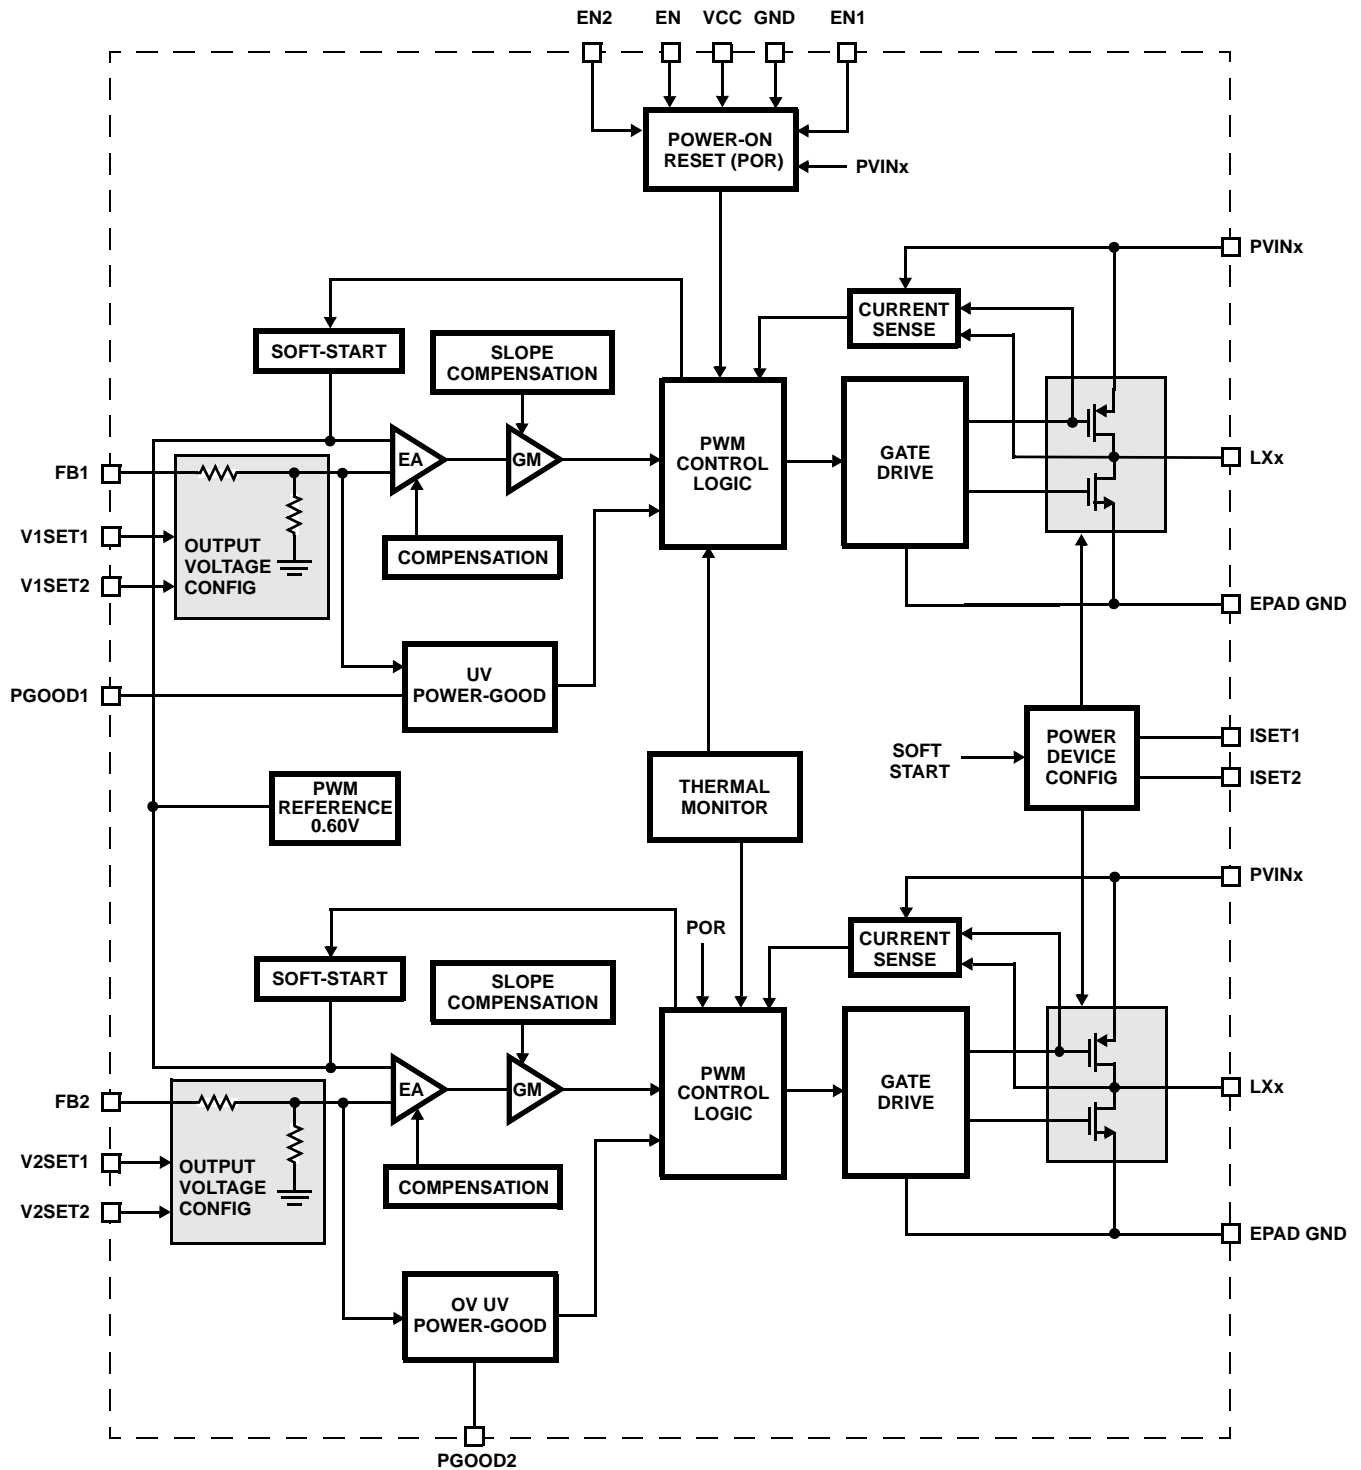 EN2 EN VCC GND EN1
POWER-ON
RESET (POR)
PVINx
PVINx
CURRENT
SENSE
SOFT-START
SLOPE
COMPENSATION
PWM
CONTROL
LOGIC
GATE
DRIVE
EA
GM
LXx
FB1
V1SET1
V1SET2
OUTPUT
VOLTAGE
CONFIG
COMPENSATION
EPAD GND
UV
POWER-GOOD
PGOOD1
POWER
DEVICE
CONFIG
ISET1
ISET2
SOFT
START
THERMAL
MONITOR
PWM
REFERENCE
0.60V
PVINx
POR
CURRENT
SENSE
SOFT-START
SLOPE
COMPENSATION
PWM
CONTROL
LOGIC
GATE
DRIVE
EA
GM
LXx
FB2
V2SET1
V2SET2
OUTPUT
VOLTAGE
CONFIG
COMPENSATION
EPAD GND
OV UV
POWER-GOOD
PGOOD2